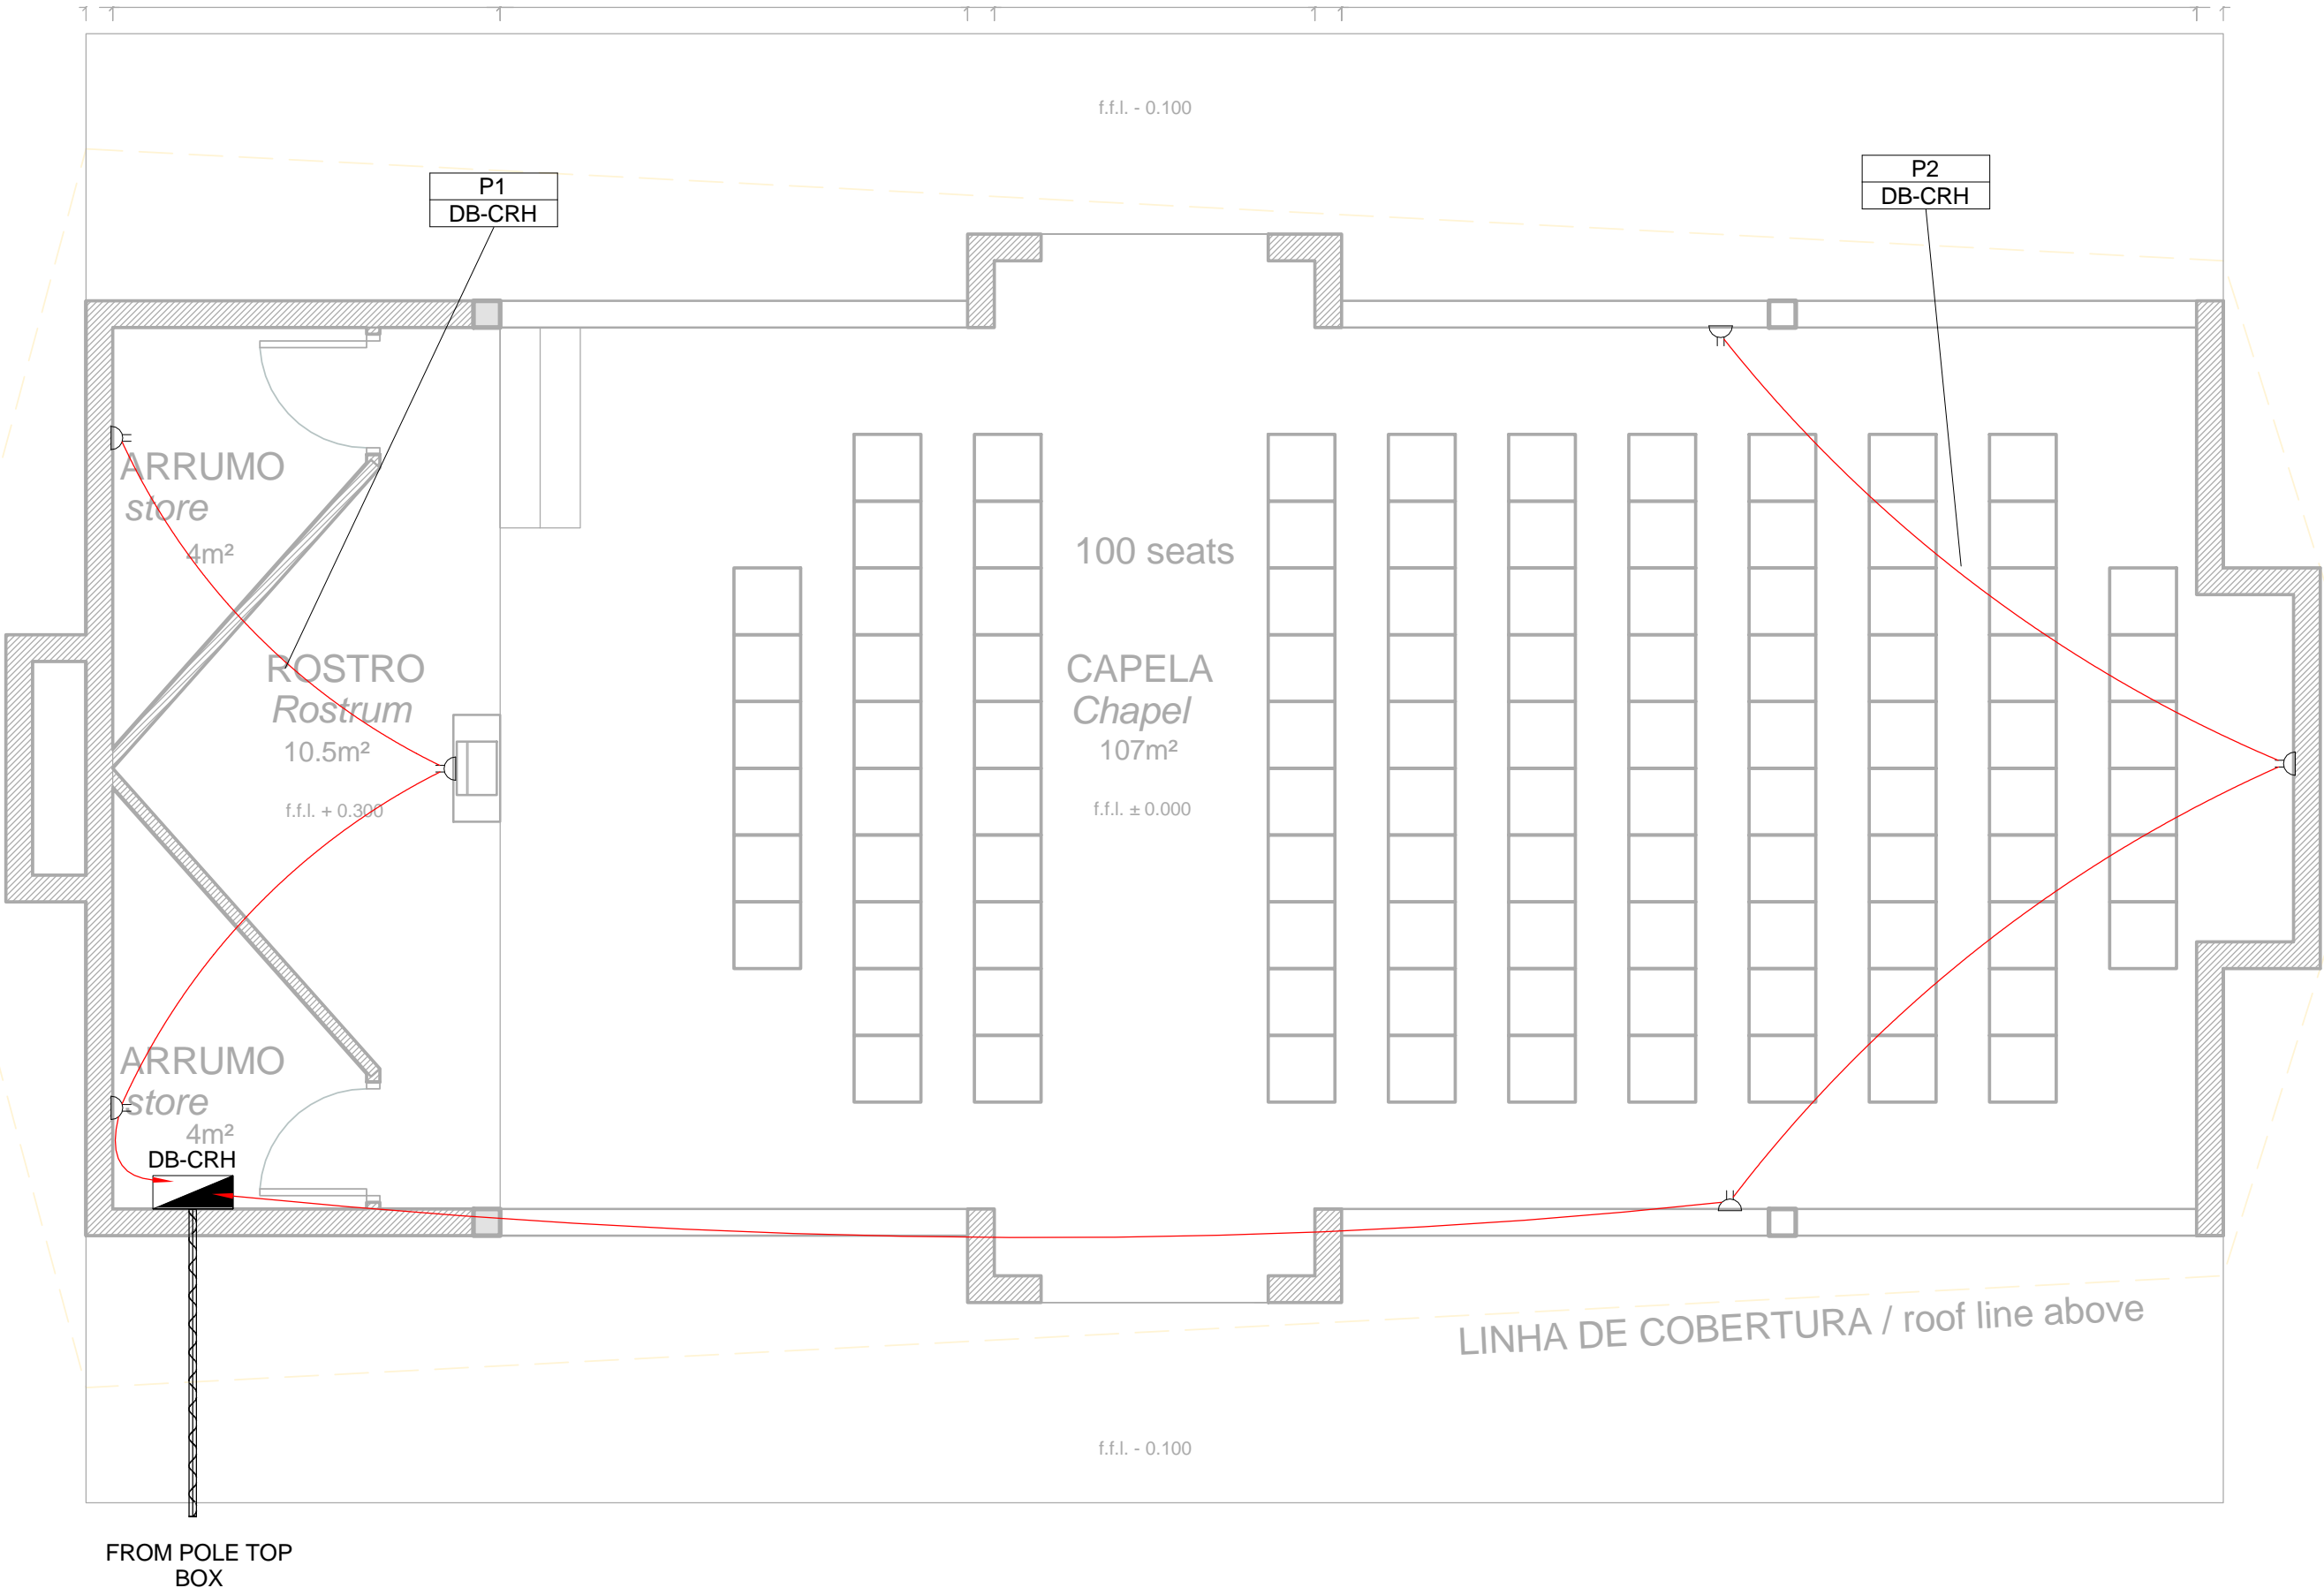 f.f.l. - 0.100
P1
DB-CRH
P2
DB-CRH
ARRUMO
store
4m²
100 seats
ROSTRO
Rostrum
10.5m²
f.f.l. + 0.300
CAPELA
Chapel
107m²
f.f.l. ± 0.000
ARRUMO
store
4m²
DB-CRH
LINHA DE COBERTURA / roof line above
f.f.l. - 0.100
FROM POLE TOP
BOX